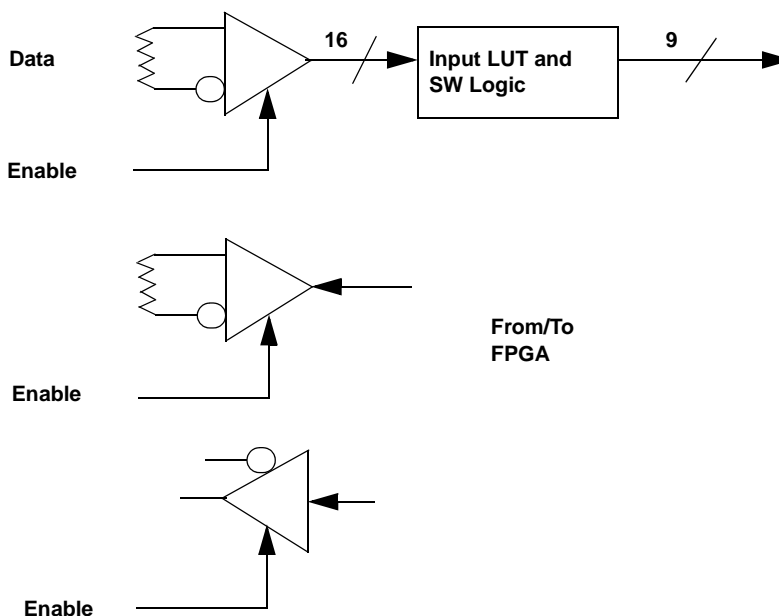 16
9
Data
Input LUT and
SW Logic
Enable
From/To
FPGA
Enable
Enable